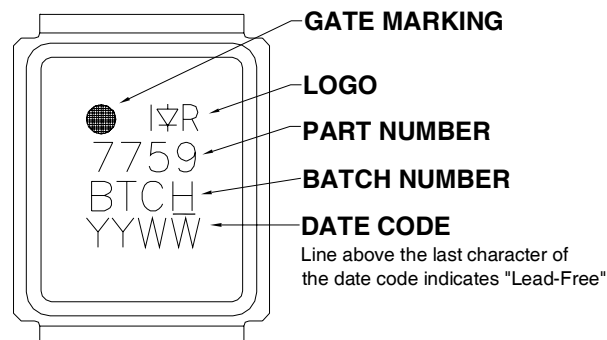 GATE MARKING
I R
LOGO
7759
PART NUMBER
BTCH
BATCH NUMBER
YYWW
DATE CODE
Line above the last character of
the date code indicates "Lead-Free"